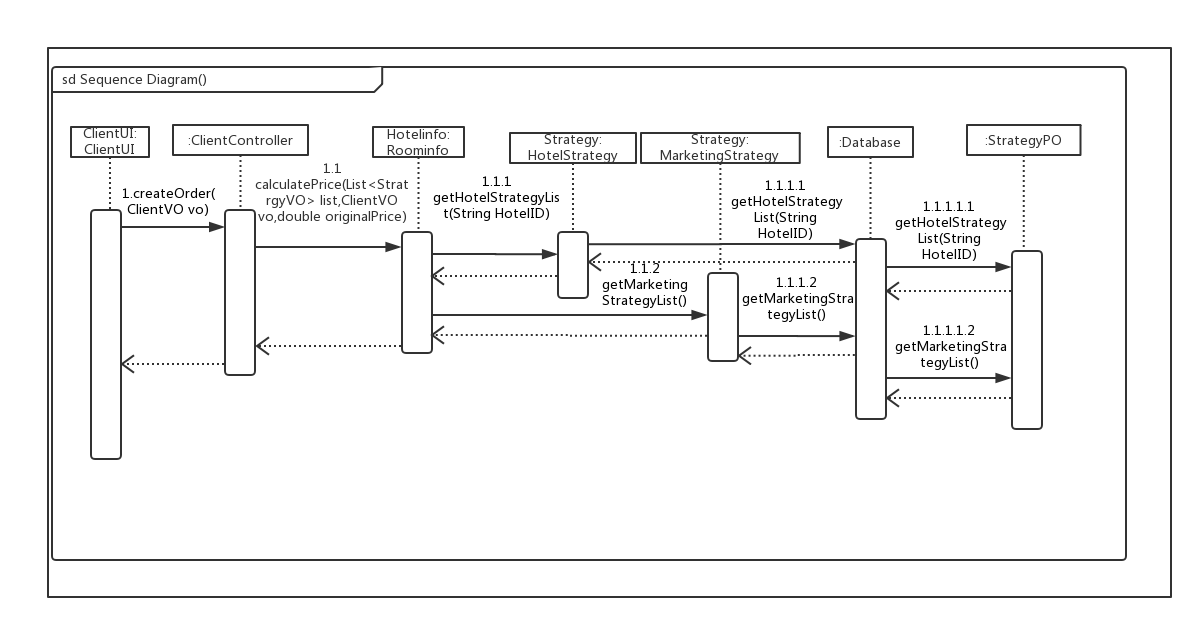 sd Sequence Diagram()
ClientUI:
ClientUI
:ClientController
Hotelinfo:
Roominfo
Strategy:
HotelStrategy
Strategy:
MarketingStrategy
:Database
:StrategyPO
1.createOrder(
ClientVO vo)
1.1
calculatePrice(List<Strat
rgyVO> list,ClientVO
vo,double originalPrice)
1.1.1
getHotelStrategyLis
t(String HotelID)
1.1.1.1
getHotelStrategy
List(String
HotelID)
1.1.1.1.1
getHotelStrategy
List(String
HotelID)
1.1.2
getMarketing
StrategyList()
1.1.1.2
getMarketingStra
tegyList()
1.1.1.1.2
getMarketingStra
tegyList()